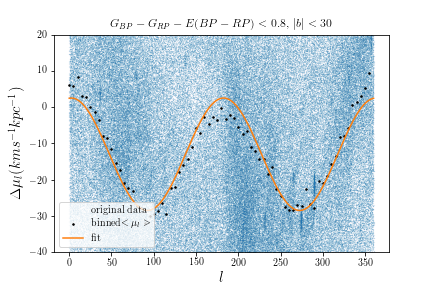 G_{BP} − G_{RP} − E(BP − RP) < 0.8, |b| < 30
20
10
0
−10
−20
−30
−40
Δμ_l(kms^{−1}kpc^{−1})
original data
binned< μ_l >
fit
0 50 100 150 200 250 300 350
l